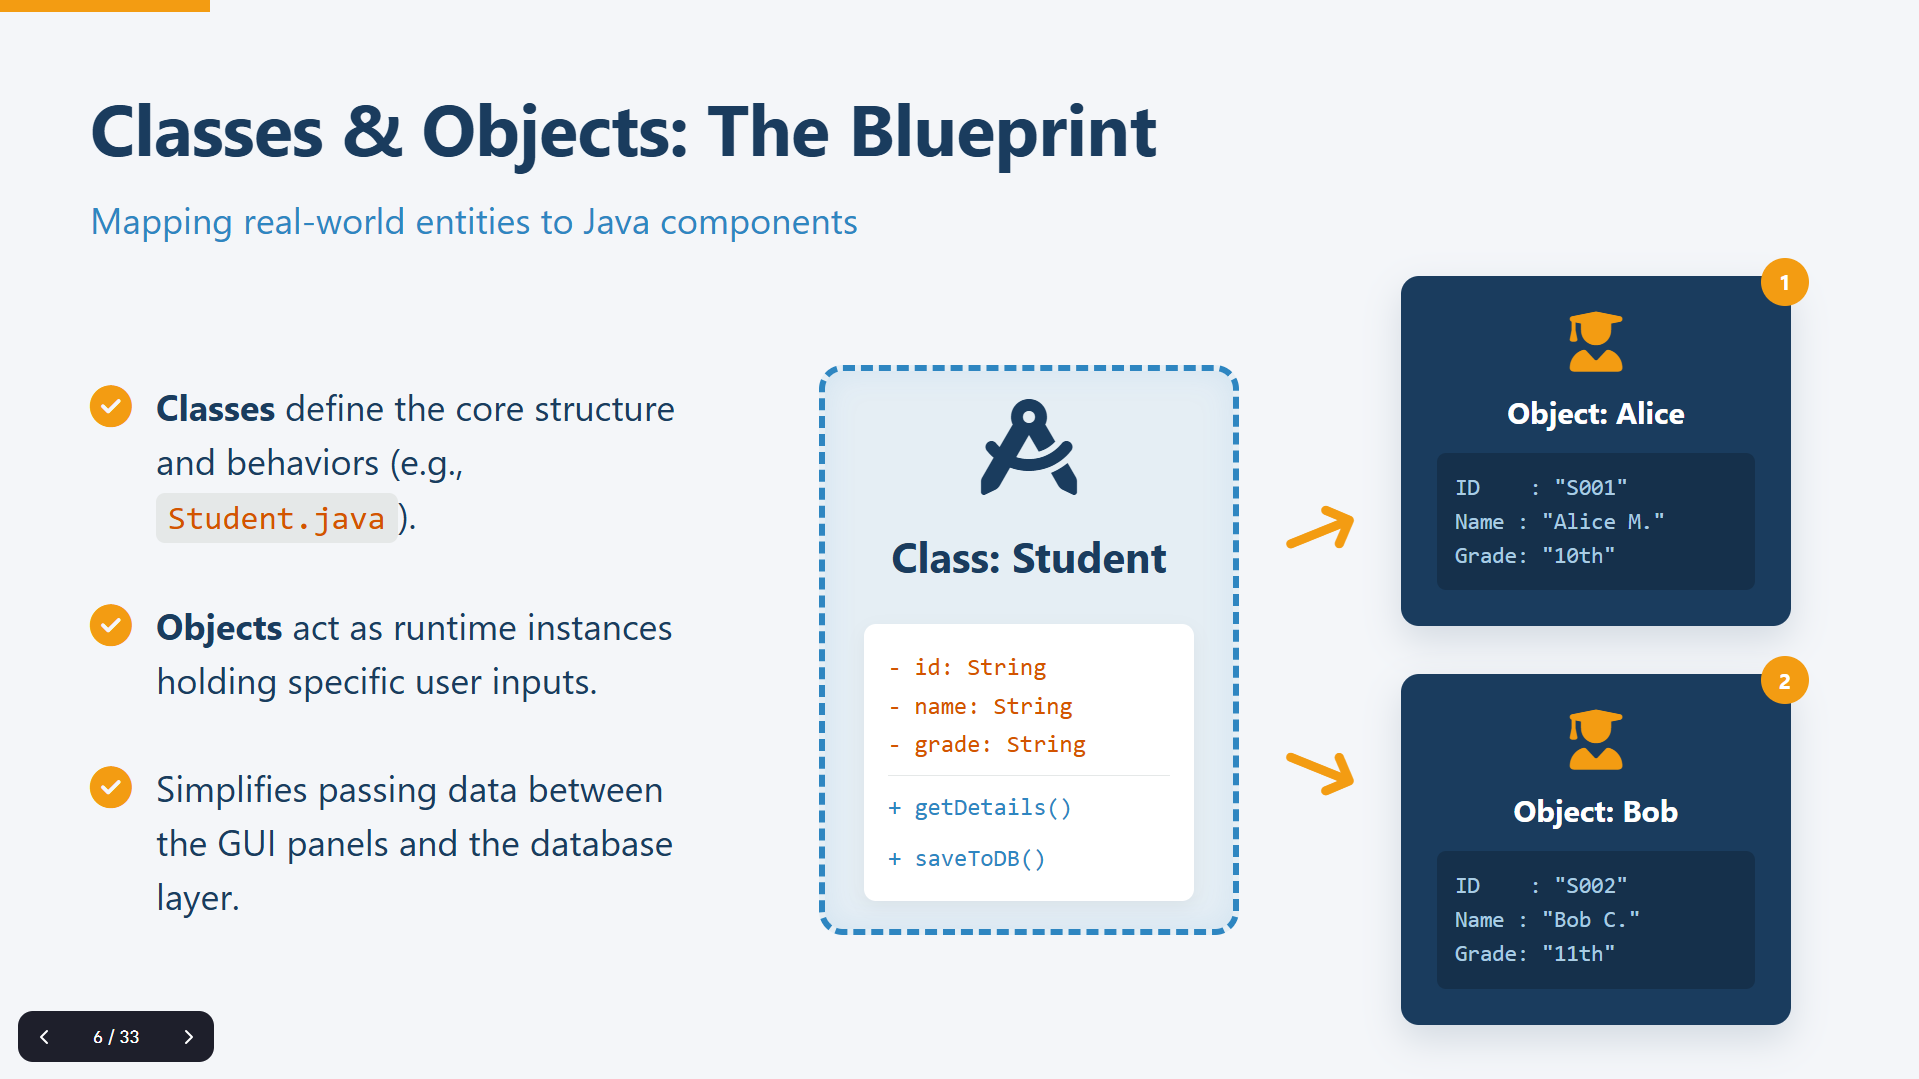 Classes & Objects: The Blueprint
Mapping real-world entities to Java components
Classes define the core structure
and behaviors (e.g.,
Student.java).
Objects act as runtime instances
holding specific user inputs.
Simplifies passing data between
the GUI panels and the database
layer.
Class: Student
- id: String
- name: String
- grade: String
+ getDetails()
+ saveToDB()
1
Object: Alice
ID    : "S001"
Name : "Alice M."
Grade: "10th"
2
Object: Bob
ID    : "S002"
Name : "Bob C."
Grade: "11th"
6 / 33